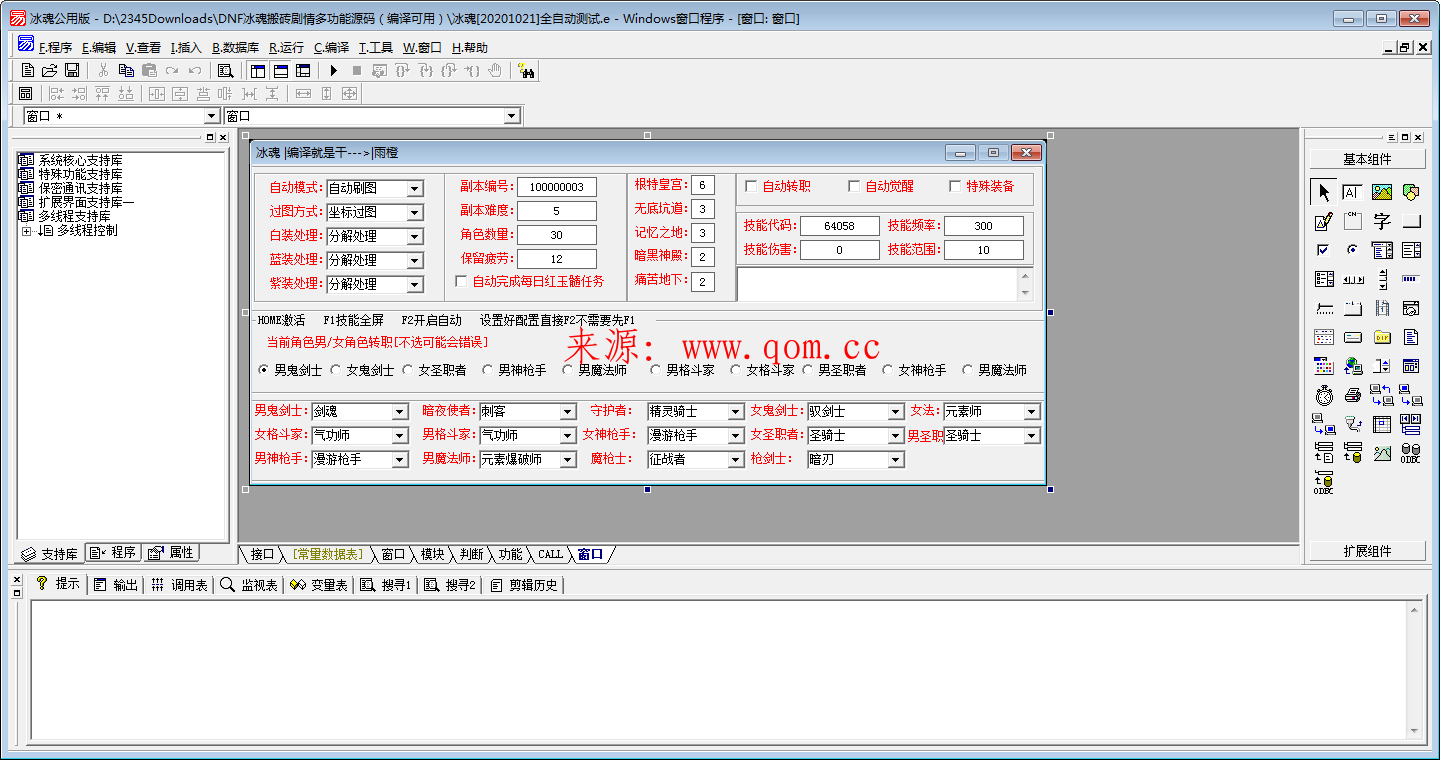 冰魂公用版 - D:\2345Downloads\DNF冰魂搬砖剧情多功能源码（编译可用）\冰魂[20201021]全自动测试.e - Windows窗口程序 - [窗口: 窗口]
F.程序 E.编辑 V.查看 I.插入 B.数据库 R.运行 C.编译 T.工具 W.窗口 H.帮助
窗口 * 窗口
系统核心支持库
特殊功能支持库
保密通讯支持库
扩展界面支持库一
多线程支持库
多线程控制
支持库 程序 属性
冰魂 |编译就是干--->|雨橙
自动模式: 自动刷图 副本编号: 100000003 根特皇宫: 6 自动转职 自动觉醒 特殊装备
过图方式: 坐标过图 副本难度: 5 无底坑道: 3
白装处理: 分解处理 角色数量: 30 记忆之地: 3 技能代码: 64058 技能频率: 300
蓝装处理: 分解处理 保留疲劳: 12 暗黑神殿: 2 技能伤害: 0 技能范围: 10
紫装处理: 分解处理 自动完成每日红玉髓任务 痛苦地下: 2
HOME激活 F1技能全屏 F2开启自动 设置好配置直接F2不需要先F1
当前角色男/女角色转职[不选可能会错误]
来源: www.qom.cc
男鬼剑士 女鬼剑士 女圣职者 男神枪手 男魔法师 男格斗家 女格斗家 男圣职者 女神枪手 男魔法师
男鬼剑士: 剑魂 暗夜使者: 刺客 守护者: 精灵骑士 女鬼剑士: 驭剑士 女法: 元素师
女格斗家: 气功师 男格斗家: 气功师 女神枪手: 漫游枪手 女圣职者: 圣骑士 男圣职 圣骑士
男神枪手: 漫游枪手 男魔法师: 元素爆破师 魔枪士: 征战者 枪剑士: 暗刃
接口 [常量数据表] 窗口 模块 判断 功能 CALL 窗口
基本组件
A
CN
字
DIP
ODBC
ODBC
扩展组件
提示 输出 调用表 监视表 变量表 搜寻1 搜寻2 剪辑历史